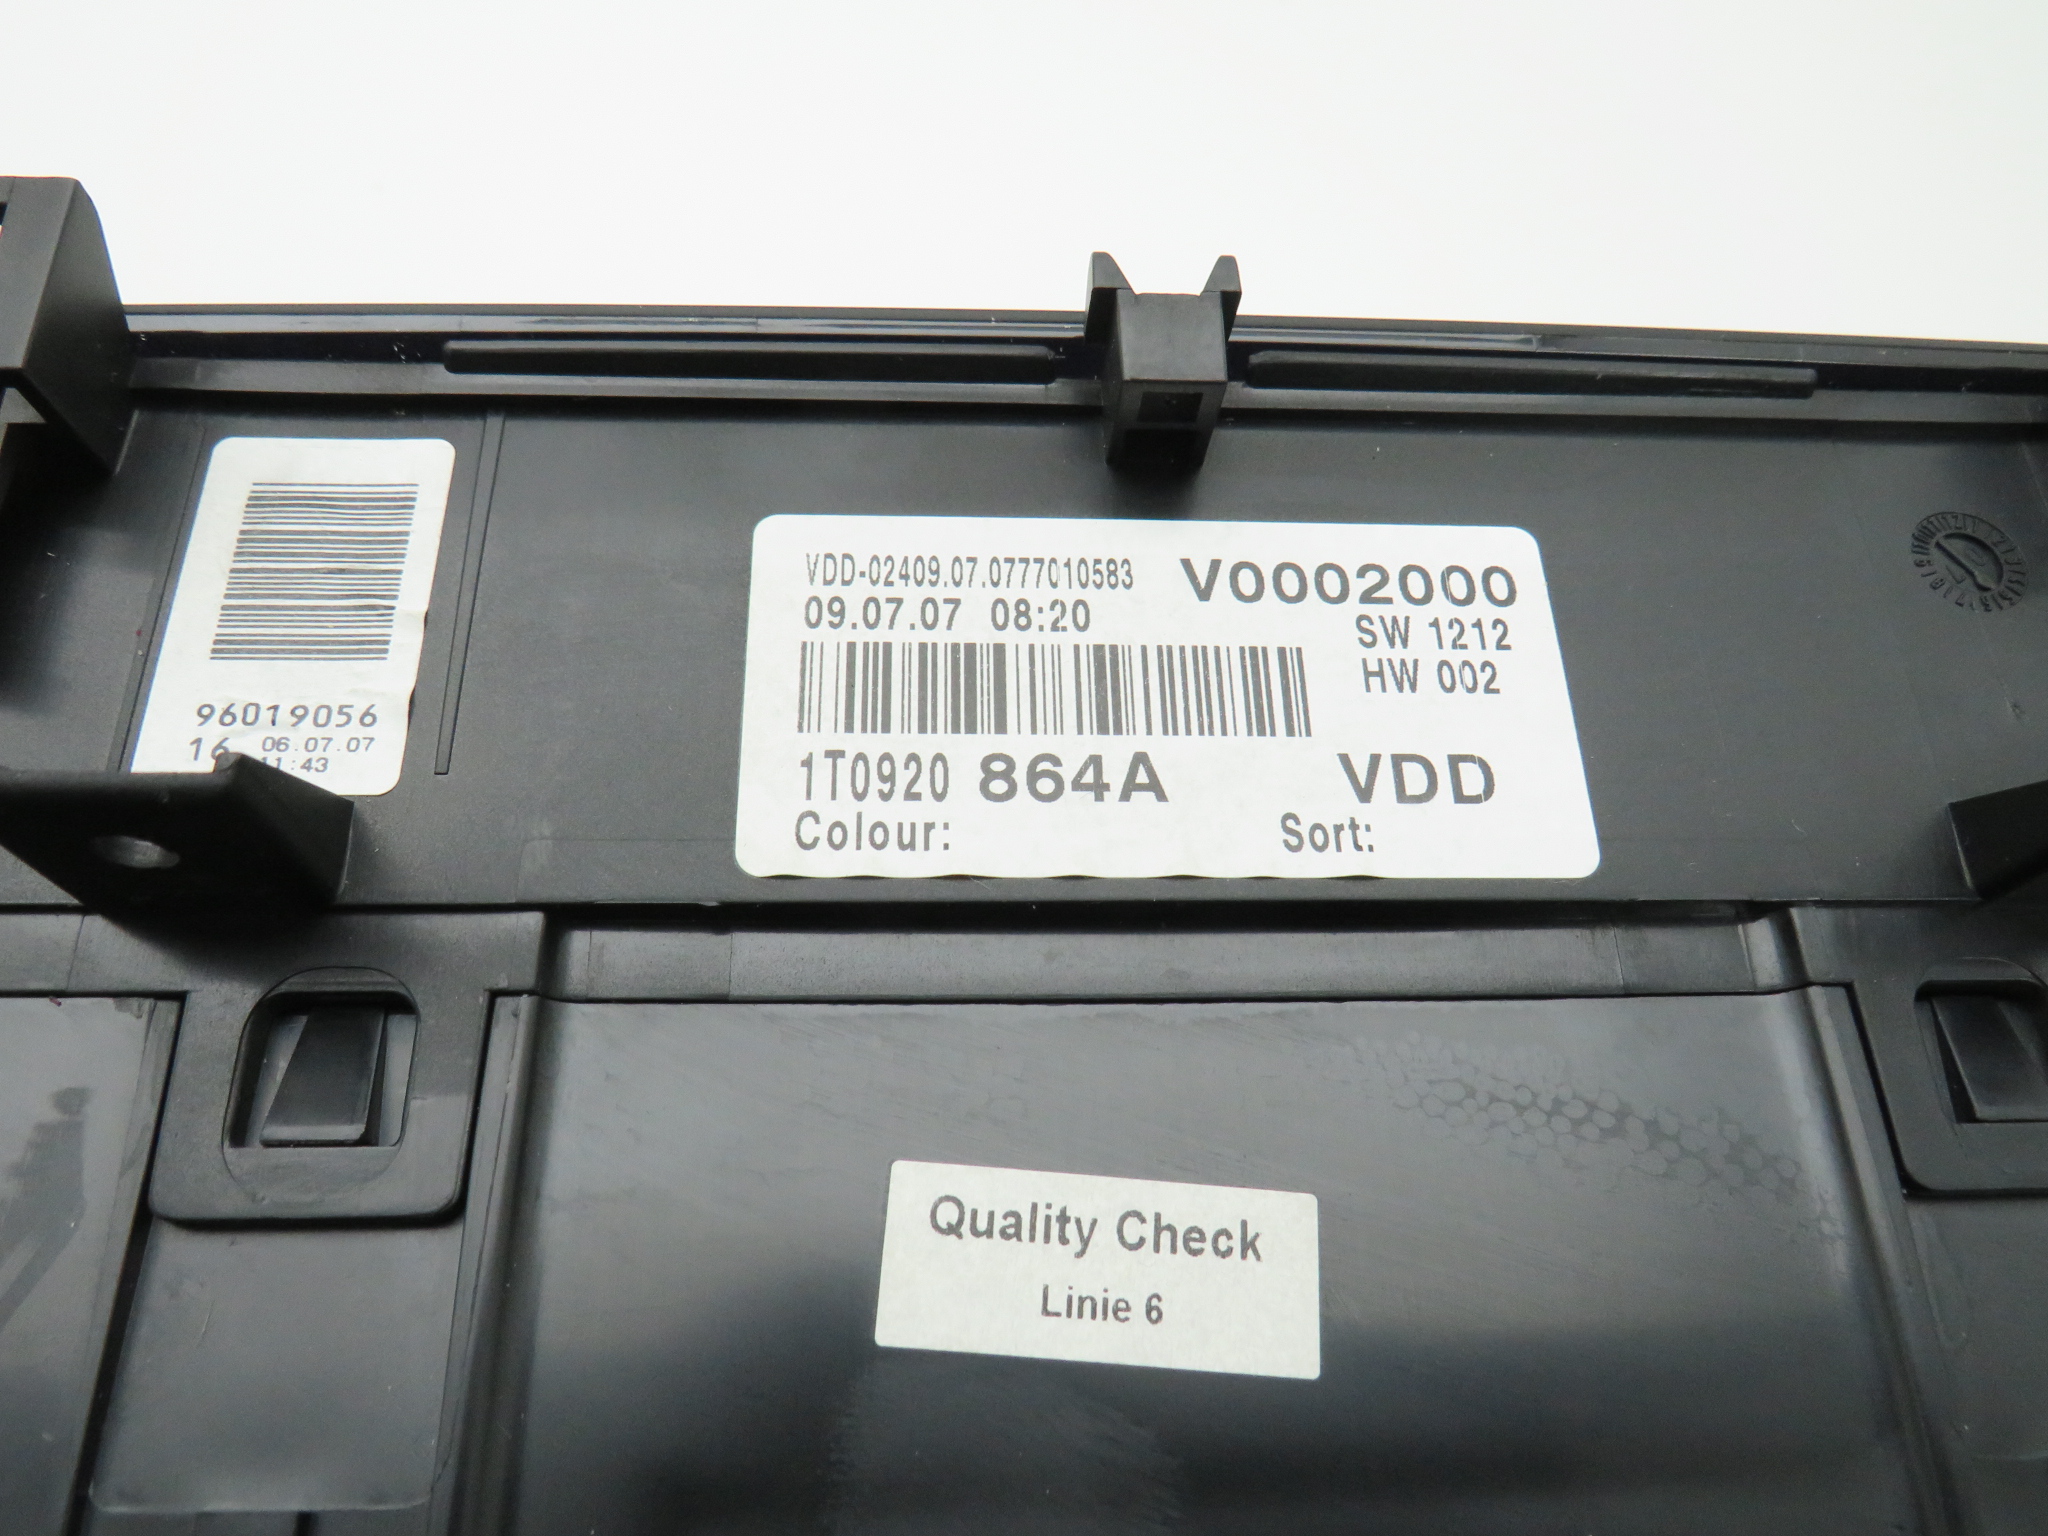 96019056
16 06.07.07
11:43
VDD-02409.07.0777010583 V0002000
09.07.07 08:20 SW 1212
HW 002
1T0920 864A VDD
Colour: Sort:
Quality Check
Linie 6